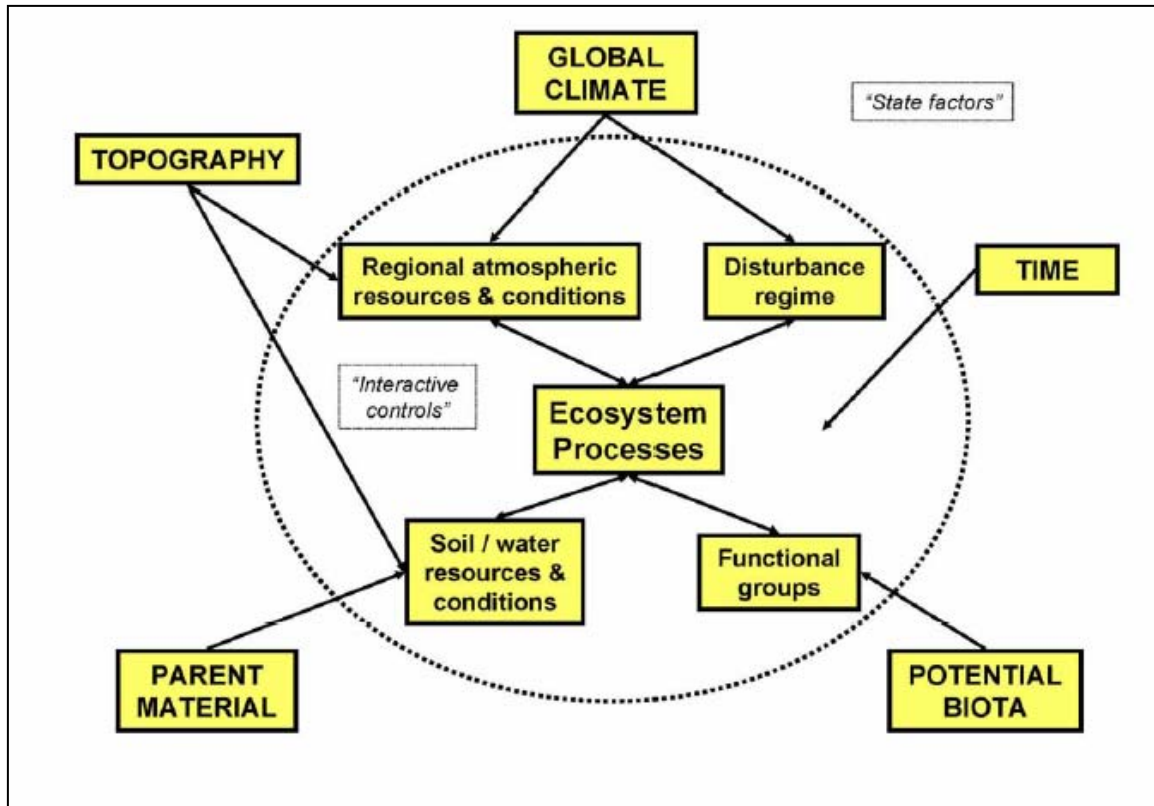 GLOBAL
CLIMATE
"State factors"
TOPOGRAPHY
Regional atmospheric
resources & conditions
Disturbance
regime
TIME
"Interactive
controls"
Ecosystem
Processes
Soil / water
resources &
conditions
Functional
groups
PARENT
MATERIAL
POTENTIAL
BIOTA